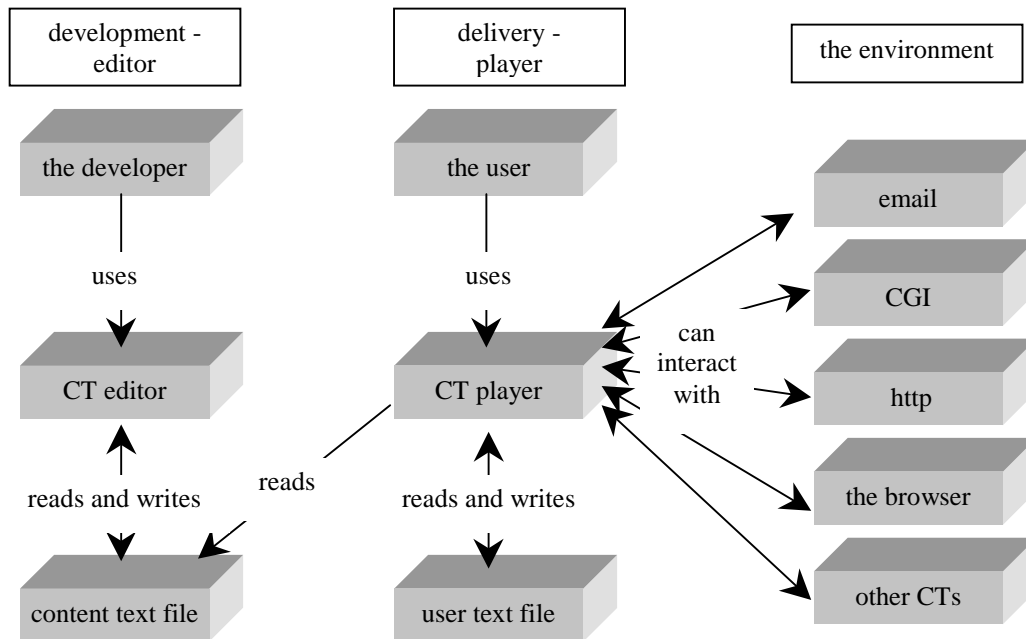 development -
editor
delivery -
player
the environment
the developer
the user
email
uses
uses
CGI
can
interact
with
CT editor
CT player
http
reads
reads and writes
reads and writes
the browser
content text file
user text file
other CTs